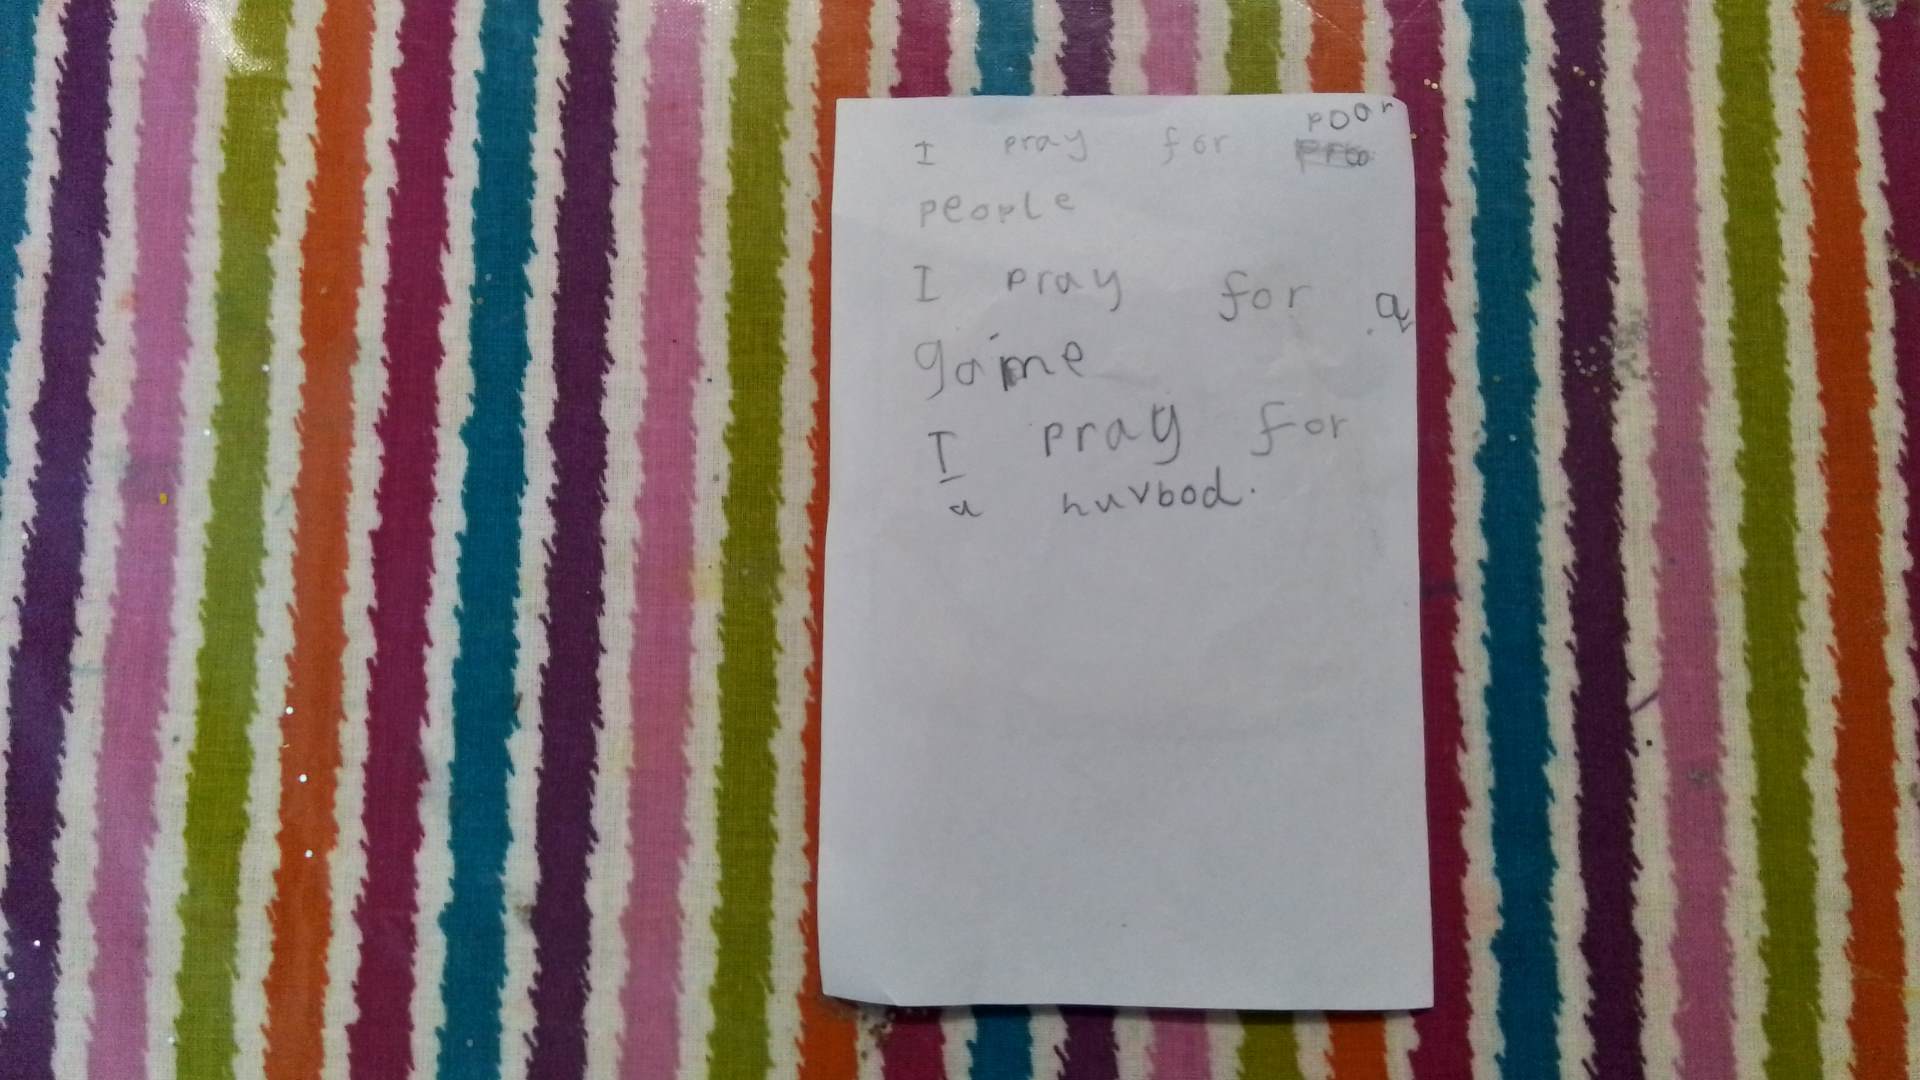 I pray for poor
people
I pray for a
game
I pray for
a huvbod.